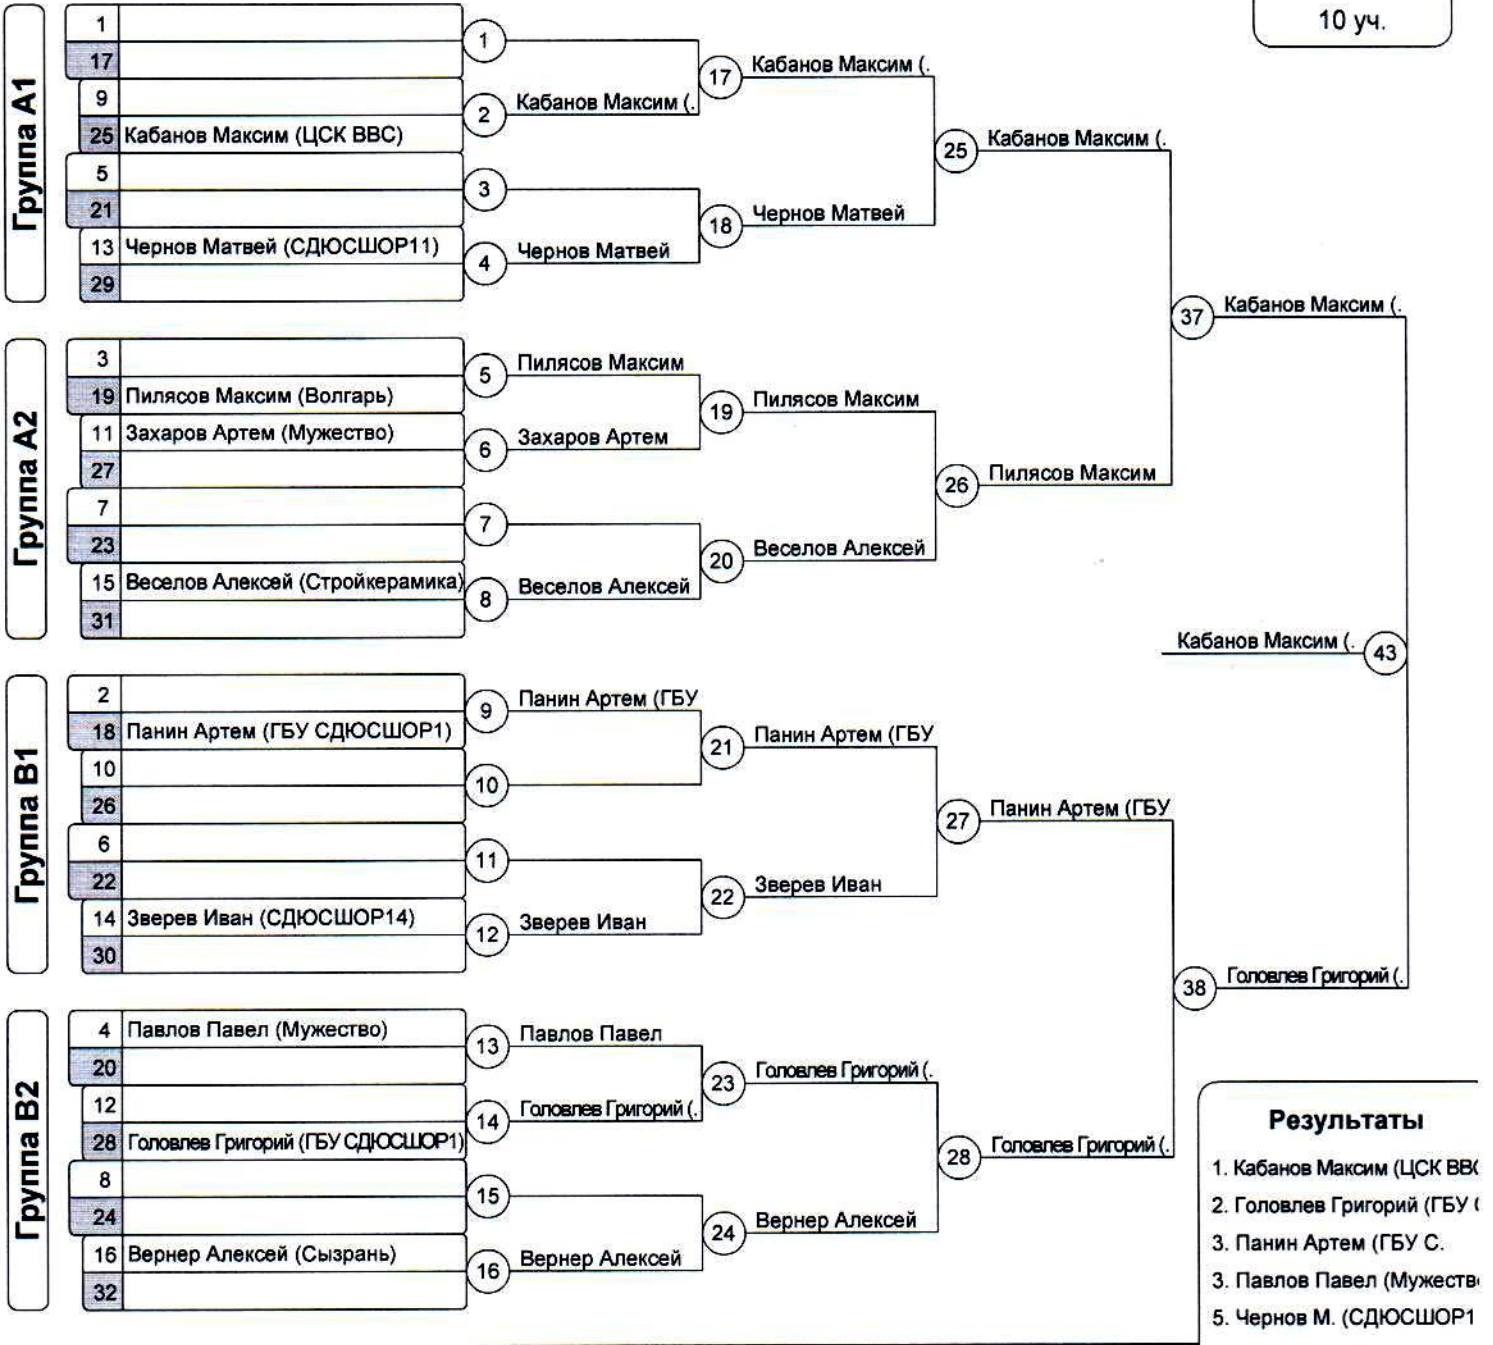 10 уч.
Группа A1
1
17
9
25 Кабанов Максим (ЦСК ВВС)
5
21
13 Чернов Матвей (СДЮСШОР11)
29
1
2 Кабанов Максим (.
3
4 Чернов Матвей
17 Кабанов Максим (.
18 Чернов Матвей
25 Кабанов Максим (.
Группа A2
3
19 Пилясов Максим (Волгарь)
11 Захаров Артем (Мужество)
27
7
23
15 Веселов Алексей (Стройкерамика)
31
5 Пилясов Максим
6 Захаров Артем
7
8 Веселов Алексей
19 Пилясов Максим
20 Веселов Алексей
26 Пилясов Максим
37 Кабанов Максим (.
Кабанов Максим (. 43
Группа B1
2
18 Панин Артем (ГБУ СДЮСШОР1)
10
26
6
22
14 Зверев Иван (СДЮСШОР14)
30
9 Панин Артем (ГБУ
10
11
12 Зверев Иван
21 Панин Артем (ГБУ
22 Зверев Иван
27 Панин Артем (ГБУ
38 Головлев Григорий (.
Группа B2
4 Павлов Павел (Мужество)
20
12
28 Головлев Григорий (ГБУ СДЮСШОР1)
8
24
16 Вернер Алексей (Сызрань)
32
13 Павлов Павел
14 Головлев Григорий (.
15
16 Вернер Алексей
23 Головлев Григорий (.
24 Вернер Алексей
28 Головлев Григорий (.
Результаты
1. Кабанов Максим (ЦСК ВВС
2. Головлев Григорий (ГБУ
3. Панин Артем (ГБУ С.
3. Павлов Павел (Мужество
5. Чернов М. (СДЮСШОР1